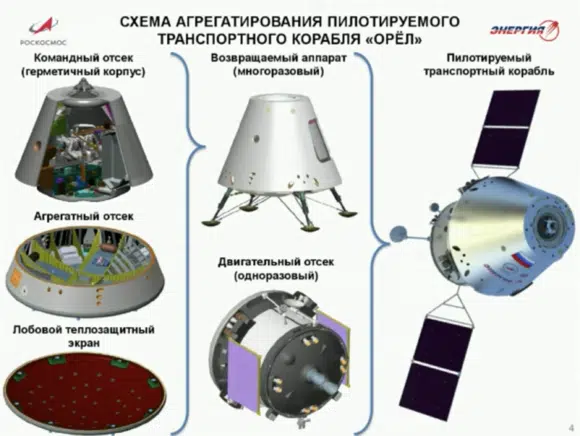 СХЕМА АГРЕГАТИРОВАНИЯ ПИЛОТИРУЕМОГО
ТРАНСПОРТНОГО КОРАБЛЯ «ОРЁЛ»
РОСКОСМОС
ЭНЕРГИЯ
Командный отсек
(герметичный корпус)
Возвращаемый аппарат
(многоразовый)
Пилотируемый
транспортный корабль
Агрегатный отсек
Двигательный отсек
(одноразовый)
Лобовой теплозащитный
экран
4